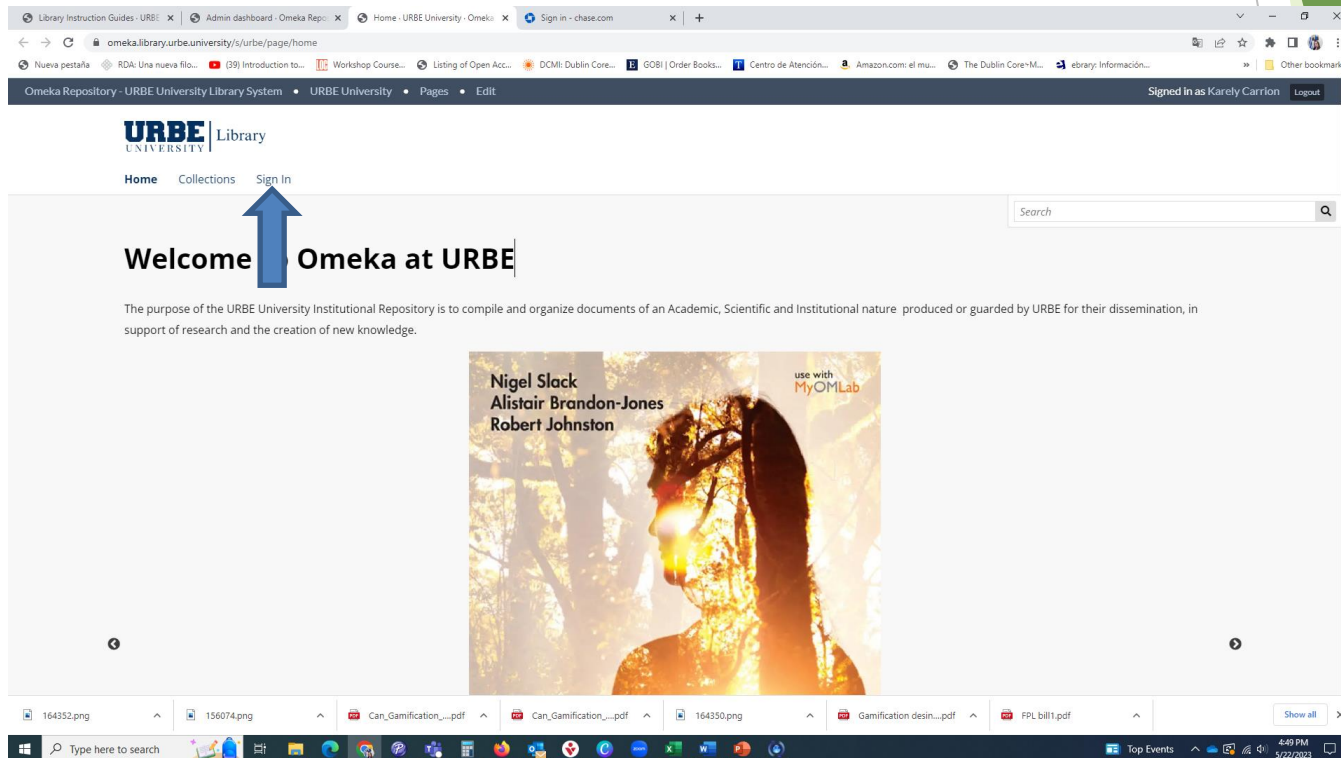 Library Instruction Guides - URBE
Admin dashboard · Omeka Repo
Home · URBE University · Omeka
Sign in - chase.com
omeka.library.urbe.university/s/urbe/page/home
Nueva pestaña
RDA: Una nueva filo...
(39) Introduction to...
Workshop Course...
Listing of Open Acc...
DCMI: Dublin Core...
GOBI | Order Books...
Centro de Atención...
Amazon.com: el mu...
The Dublin Core~M...
ebrary: Información...
»
Other bookmark
Omeka Repository - URBE University Library System • URBE University • Pages • Edit
Signed in as Karely Carrion Logout
URBE Library
UNIVERSITY
Home Collections Sign In
Search
Welcome o Omeka at URBE
The purpose of the URBE University Institutional Repository is to compile and organize documents of an Academic, Scientific and Institutional nature produced or guarded by URBE for their dissemination, in
support of research and the creation of new knowledge.
Nigel Slack
Alistair Brandon-Jones
Robert Johnston
use with
MyOMLab
164352.png
156074.png
Can_Gamification_....pdf
Can_Gamification_....pdf
164350.png
Gamification desin....pdf
FPL bill1.pdf
Show all
Type here to search
Top Events
4:49 PM
5/22/2023